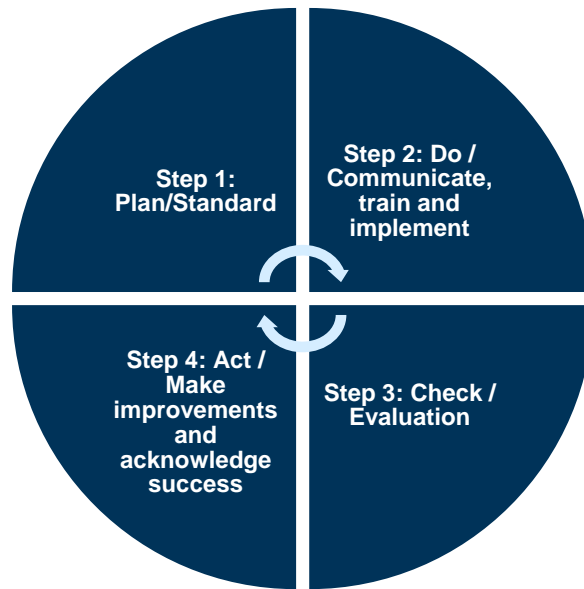 Step 1:
Plan/Standard
Step 2: Do /
Communicate,
train and
implement
Step 3: Check /
Evaluation
Step 4: Act /
Make
improvements
and
acknowledge
success